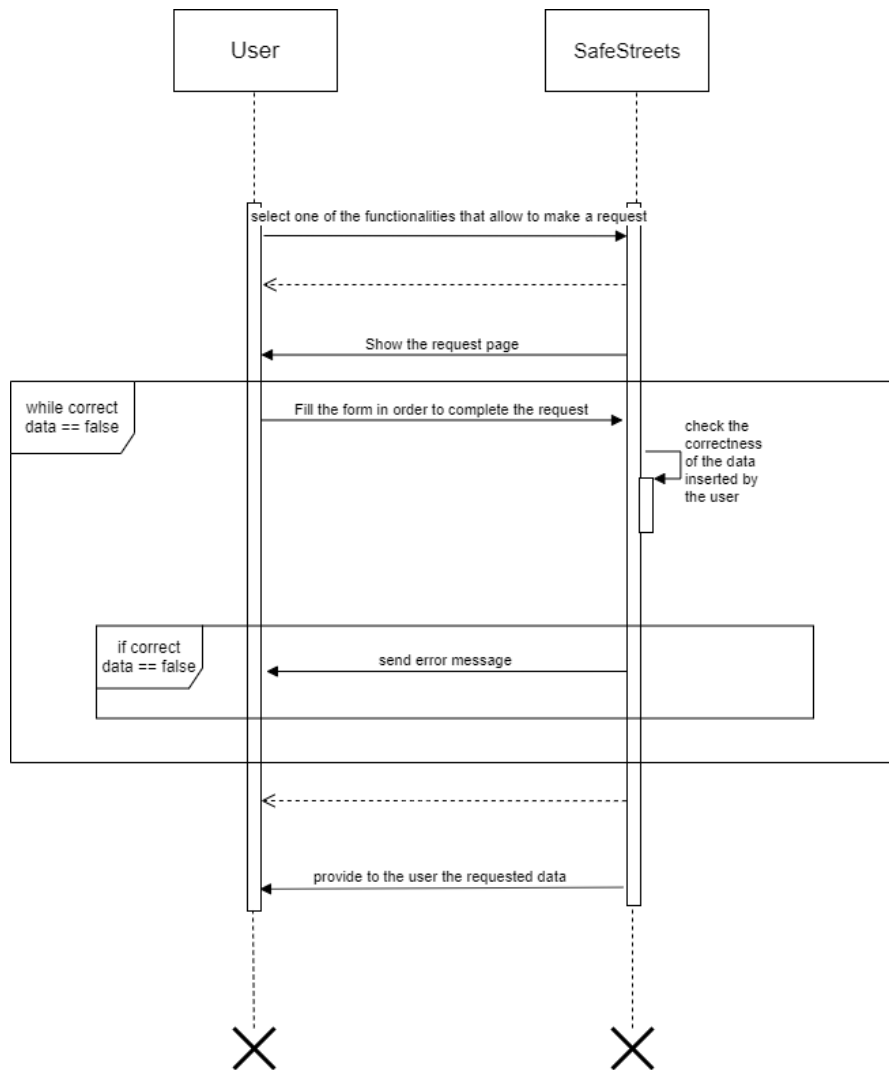 User
SafeStreets
select one of the functionalities that allow to make a request
Show the request page
while correct
data == false
Fill the form in order to complete the request
check the
correctness
of the data
inserted by
the user
if correct
data == false
send error message
provide to the user the requested data